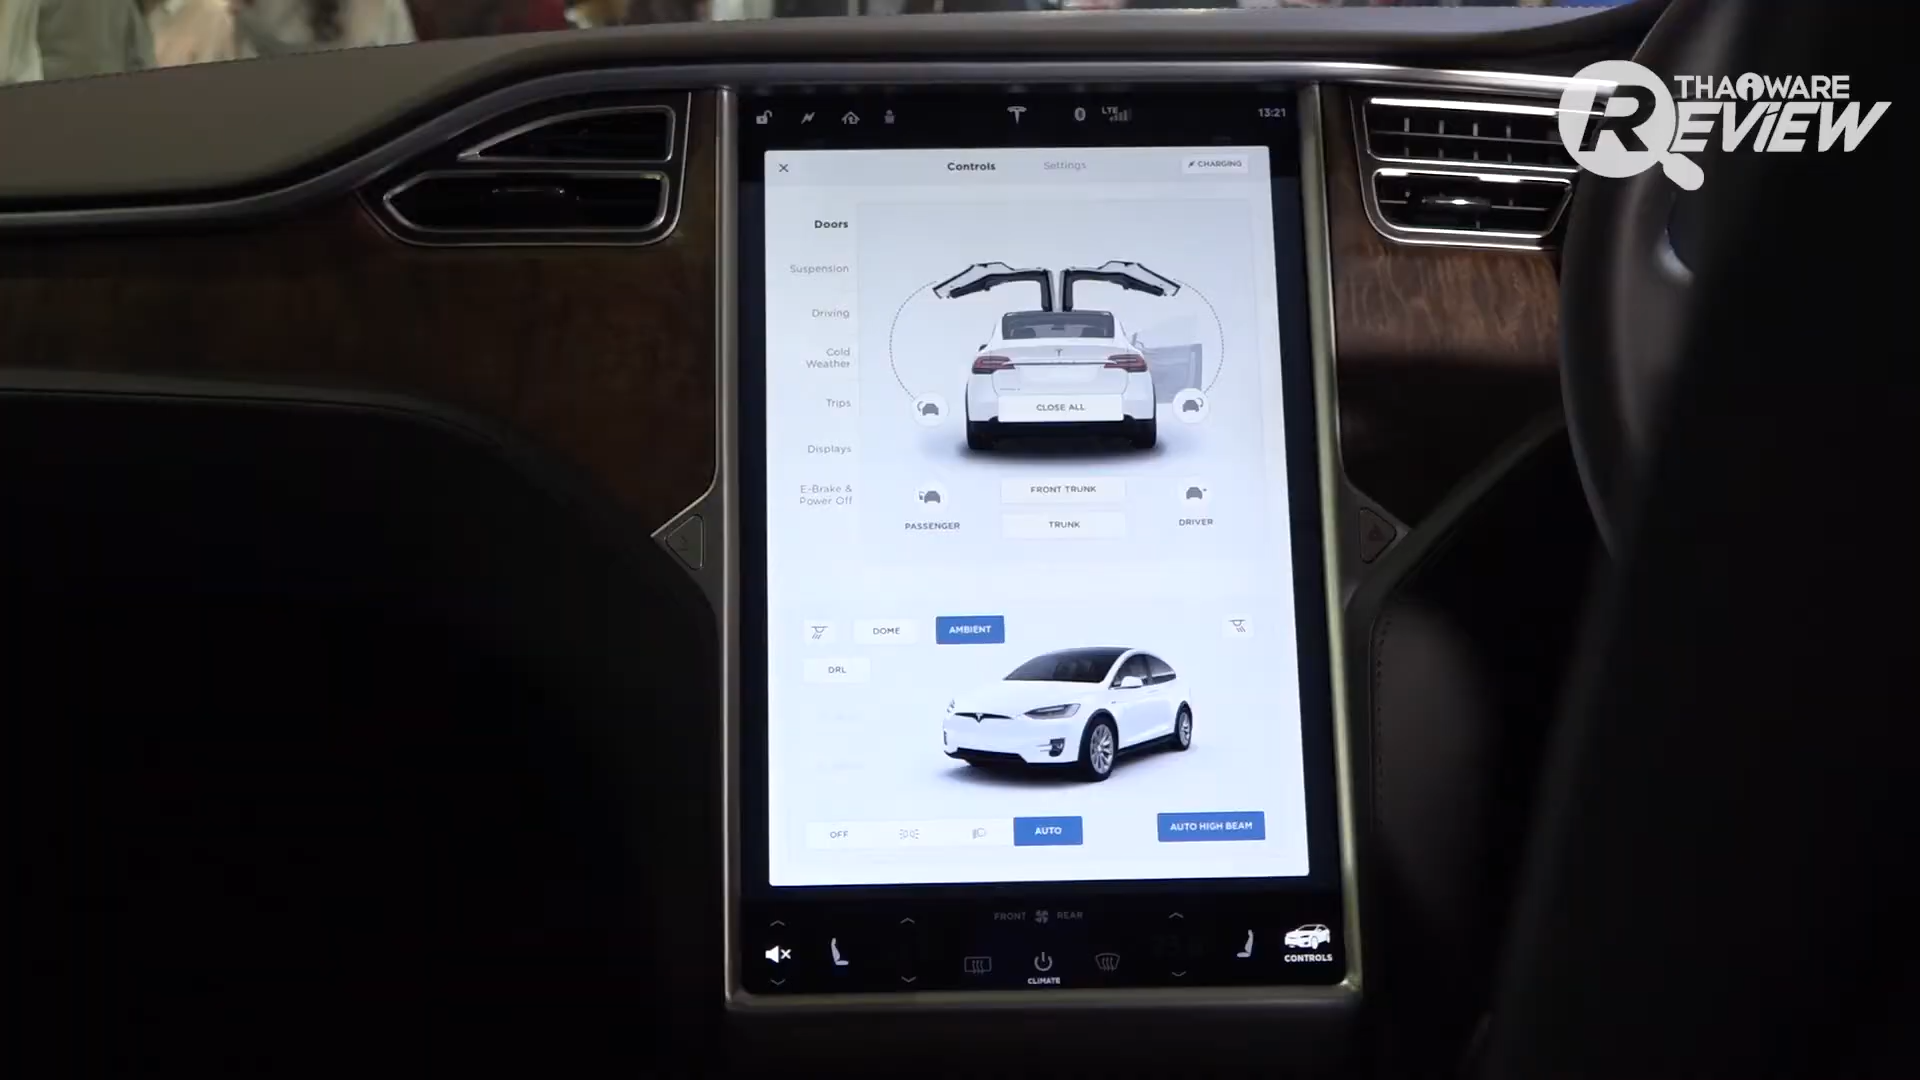 THAIWARE
REVIEW
LTE
13:21
Controls
Settings
CHARGING
Doors
Suspension
Driving
Cold
Weather
Trips
Displays
E-Brake &
Power Off
CLOSE ALL
FRONT TRUNK
TRUNK
PASSENGER
DRIVER
DOME
AMBIENT
DRL
OFF
AUTO
AUTO HIGH BEAM
FRONT
REAR
CLIMATE
CONTROLS